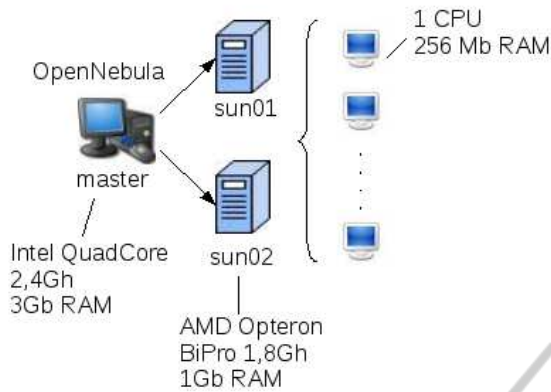 OpenNebula
master
Intel QuadCore
2,4Gh
3Gb RAM
sun01
sun02
AMD Opteron
BiPro 1,8Gh
1Gb RAM
1 CPU
256 Mb RAM